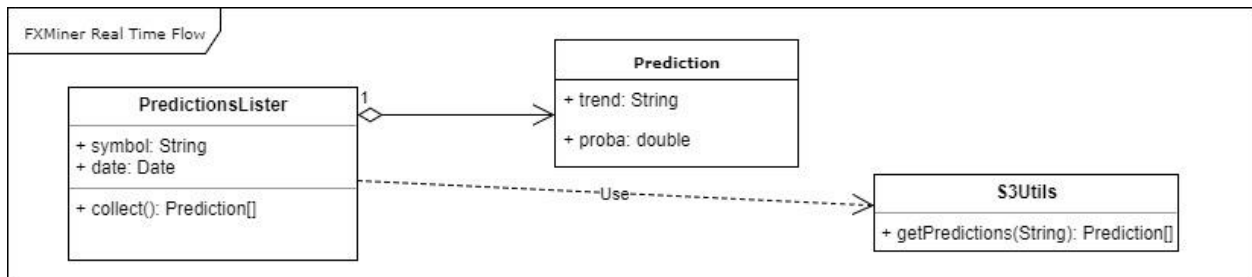 FXMiner Real Time Flow
PredictionsLister
+ symbol: String
+ date: Date
+ collect(): Prediction[]
1
Prediction
+ trend: String
+ proba: double
Use
S3Utils
+ getPredictions(String): Prediction[]